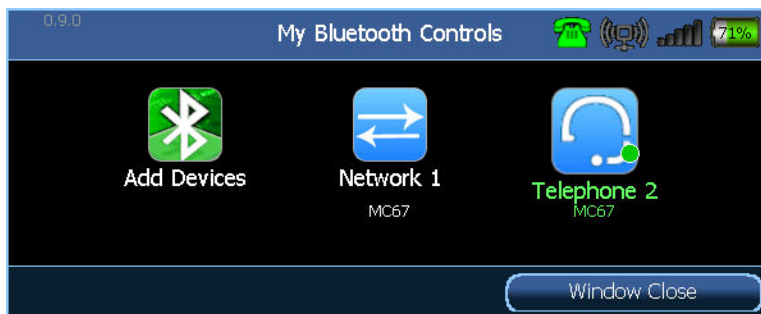 0.9.0
My Bluetooth Controls
71%
Add Devices
Network 1
MC67
Telephone 2
MC67
Window Close